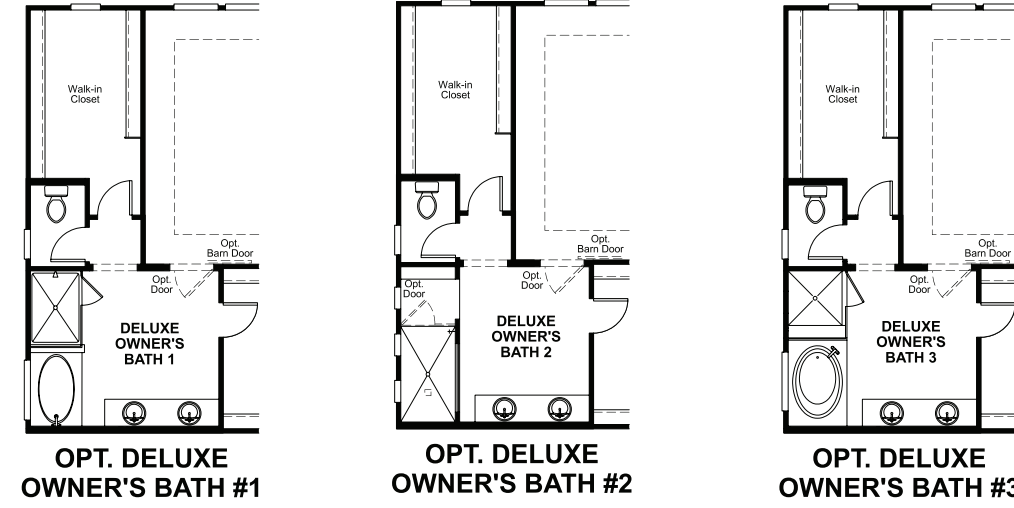 Walk-in
Closet
Opt.
Barn Door
Opt.
Door
DELUXE
OWNER'S
BATH 1
OPT. DELUXE
OWNER'S BATH #1
Walk-in
Closet
Opt.
Barn Door
Opt.
Door
Opt.
Door
DELUXE
OWNER'S
BATH 2
OPT. DELUXE
OWNER'S BATH #2
Walk-in
Closet
Opt.
Barn Door
Opt.
Door
DELUXE
OWNER'S
BATH 3
OPT. DELUXE
OWNER'S BATH #3